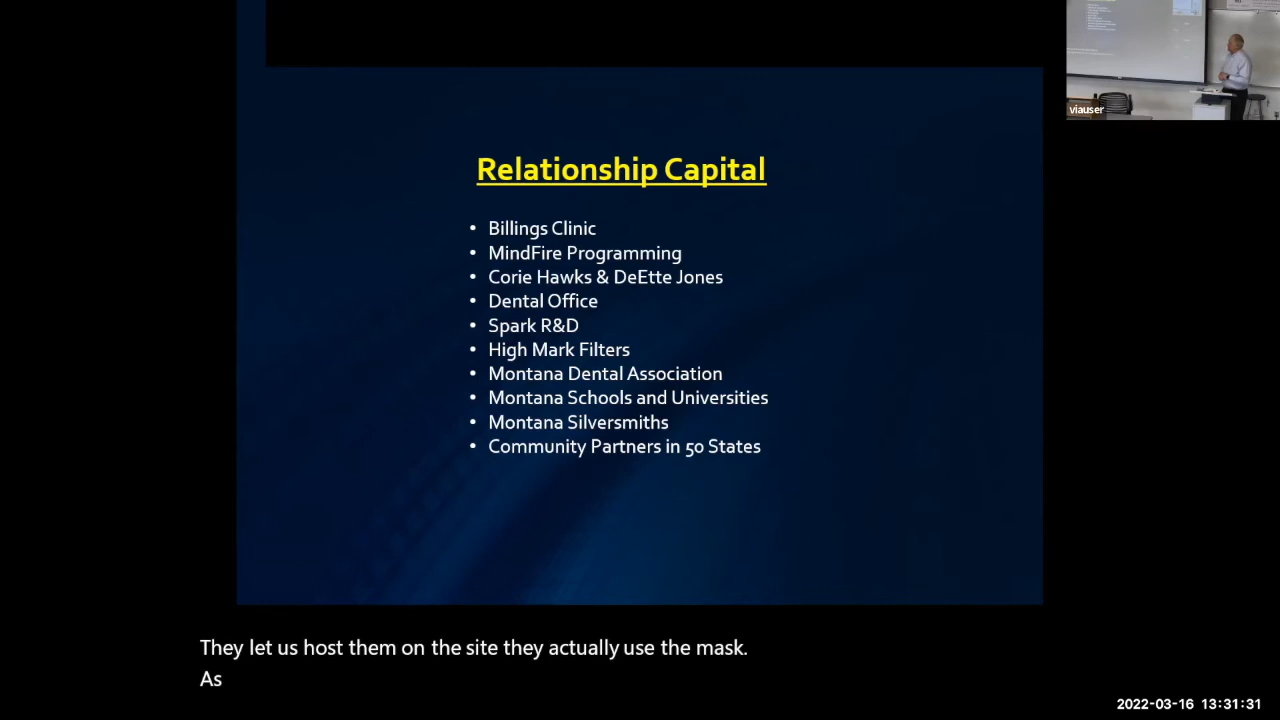 viauser
Relationship Capital
• Billings Clinic
• MindFire Programming
• Corie Hawks & DeEtte Jones
• Dental Office
• Spark R&D
• High Mark Filters
• Montana Dental Association
• Montana Schools and Universities
• Montana Silversmiths
• Community Partners in 50 States
They let us host them on the site they actually use the mask.
As
2022-03-16 13:31:31